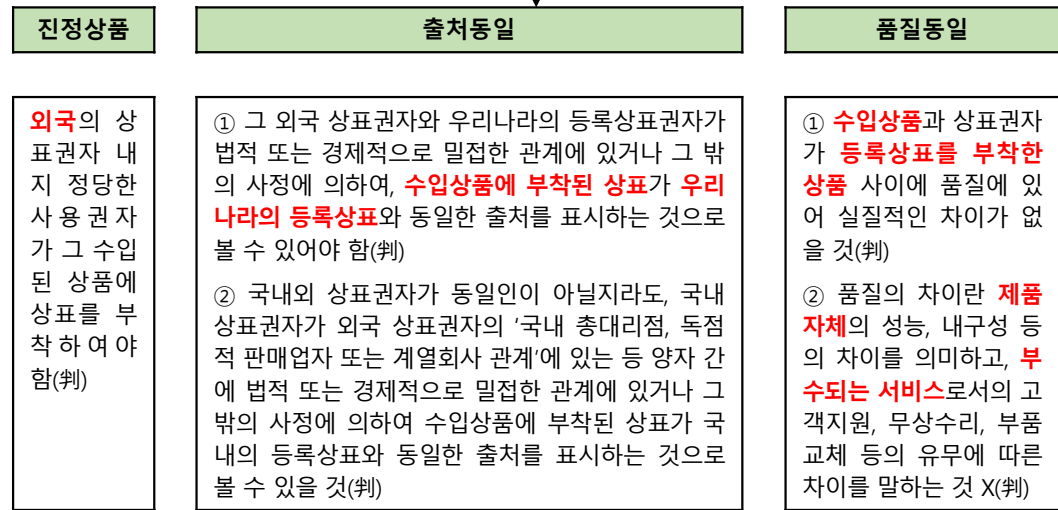 진정상품
출처동일
품질동일
외국의 상
표권자 내
지 정당한
사용권자
가 그 수입
된 상품에
상표를 부
착하여야
함(判)
① 그 외국 상표권자와 우리나라의 등록상표권자가
법적 또는 경제적으로 밀접한 관계에 있거나 그 밖
의 사정에 의하여, 수입상품에 부착된 상표가 우리
나라의 등록상표와 동일한 출처를 표시하는 것으로
볼 수 있어야 함(判)
② 국내외 상표권자가 동일인이 아닐지라도, 국내
상표권자가 외국 상표권자의 '국내 총대리점, 독점
적 판매업자 또는 계열회사 관계'에 있는 등 양자 간
에 법적 또는 경제적으로 밀접한 관계에 있거나 그
밖의 사정에 의하여 수입상품에 부착된 상표가 국
내의 등록상표와 동일한 출처를 표시하는 것으로
볼 수 있을 것(判)
① 수입상품과 상표권자
가 등록상표를 부착한
상품 사이에 품질에 있
어 실질적인 차이가 없
을 것(判)
② 품질의 차이란 제품
자체의 성능, 내구성 등
의 차이를 의미하고, 부
수되는 서비스로서의 고
객지원, 무상수리, 부품
교체 등의 유무에 따른
차이를 말하는 것 X(判)